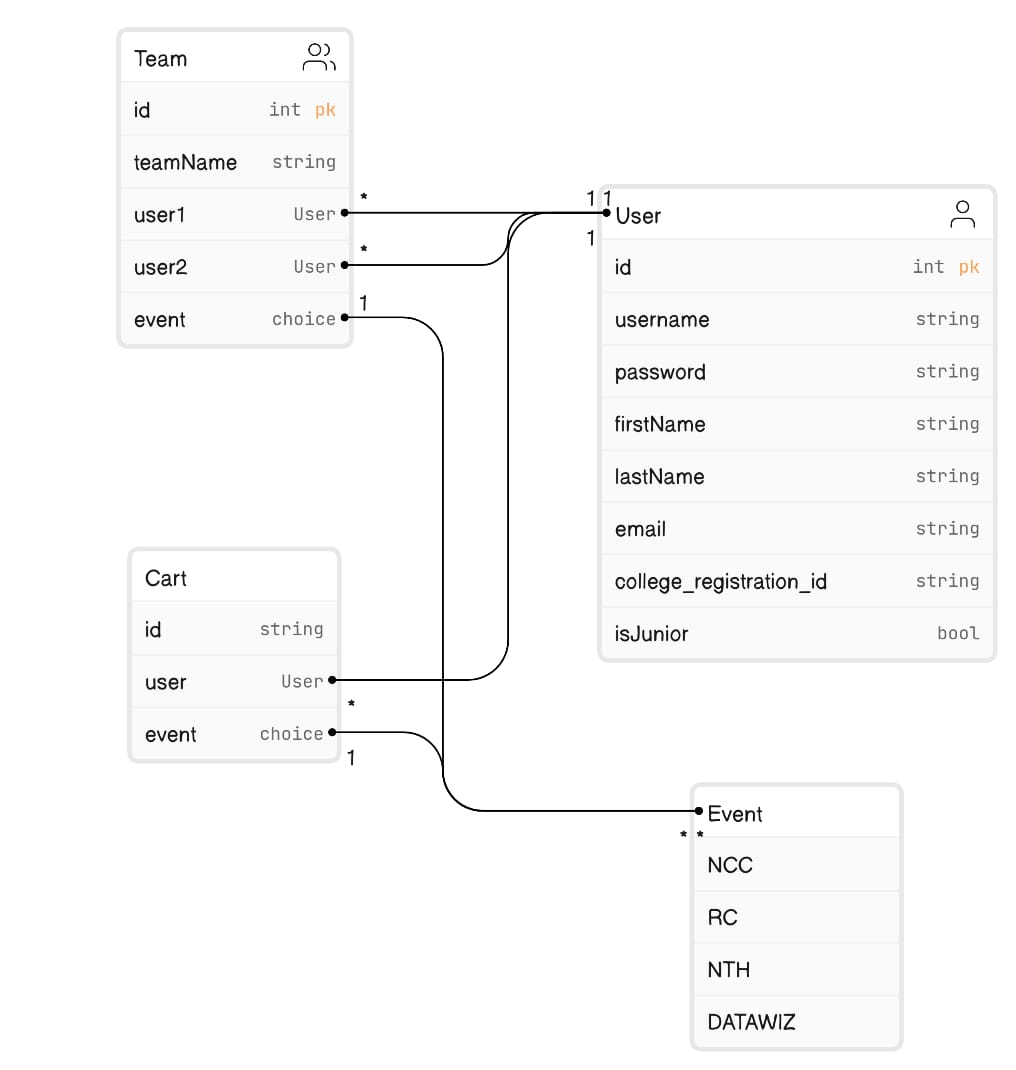 Team
id int pk
teamName string
user1 User
user2 User
event choice
*
*
1
1 1
1
User
id int pk
username string
password string
firstName string
lastName string
email string
college_registration_id string
isJunior bool
Cart
id string
user User
event choice
*
1
* *
Event
NCC
RC
NTH
DATAWIZ